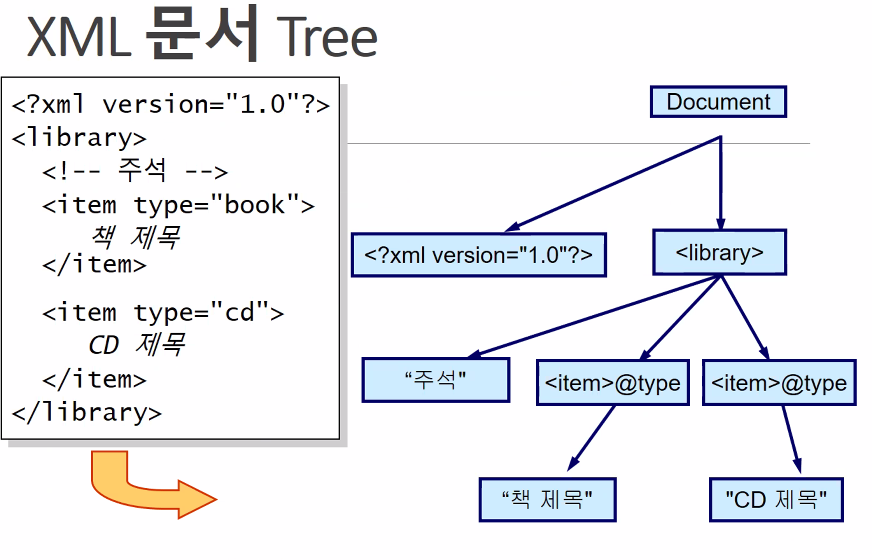 XML 문서 Tree
<?xml version="1.0"?>
<library>
<!-- 주석 -->
<item type="book">
책 제목
</item>
<item type="cd">
CD 제목
</item>
</library>
Document
<?xml version="1.0"?>
<library>
“주석"
<item>@type
<item>@type
“책 제목"
"CD 제목"